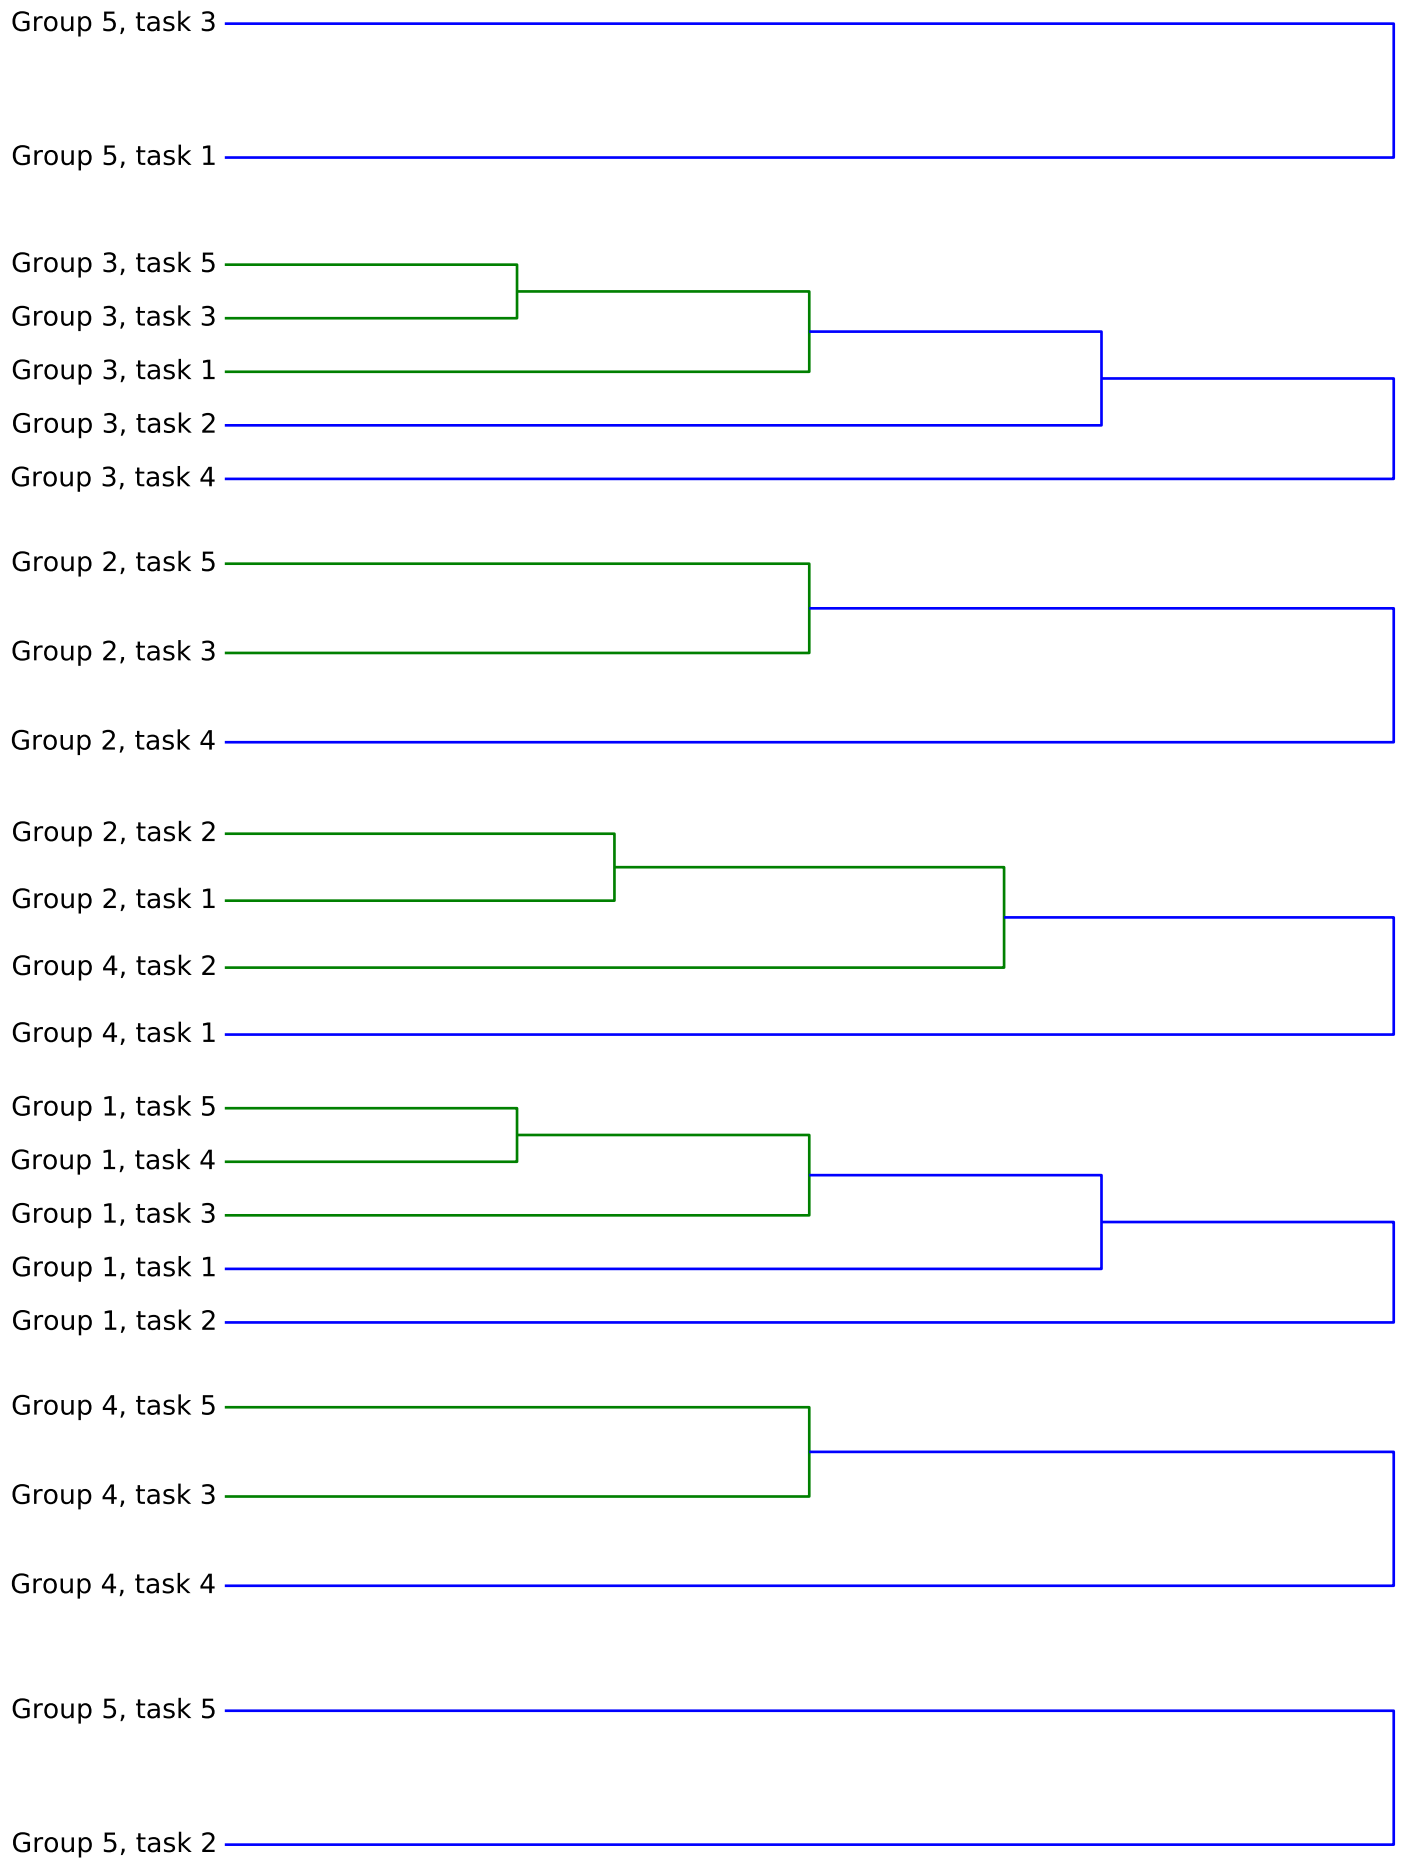 Group 5, task 3
Group 5, task 1
Group 3, task 5
Group 3, task 3
Group 3, task 1
Group 3, task 2
Group 3, task 4
Group 2, task 5
Group 2, task 3
Group 2, task 4
Group 2, task 2
Group 2, task 1
Group 4, task 2
Group 4, task 1
Group 1, task 5
Group 1, task 4
Group 1, task 3
Group 1, task 1
Group 1, task 2
Group 4, task 5
Group 4, task 3
Group 4, task 4
Group 5, task 5
Group 5, task 2